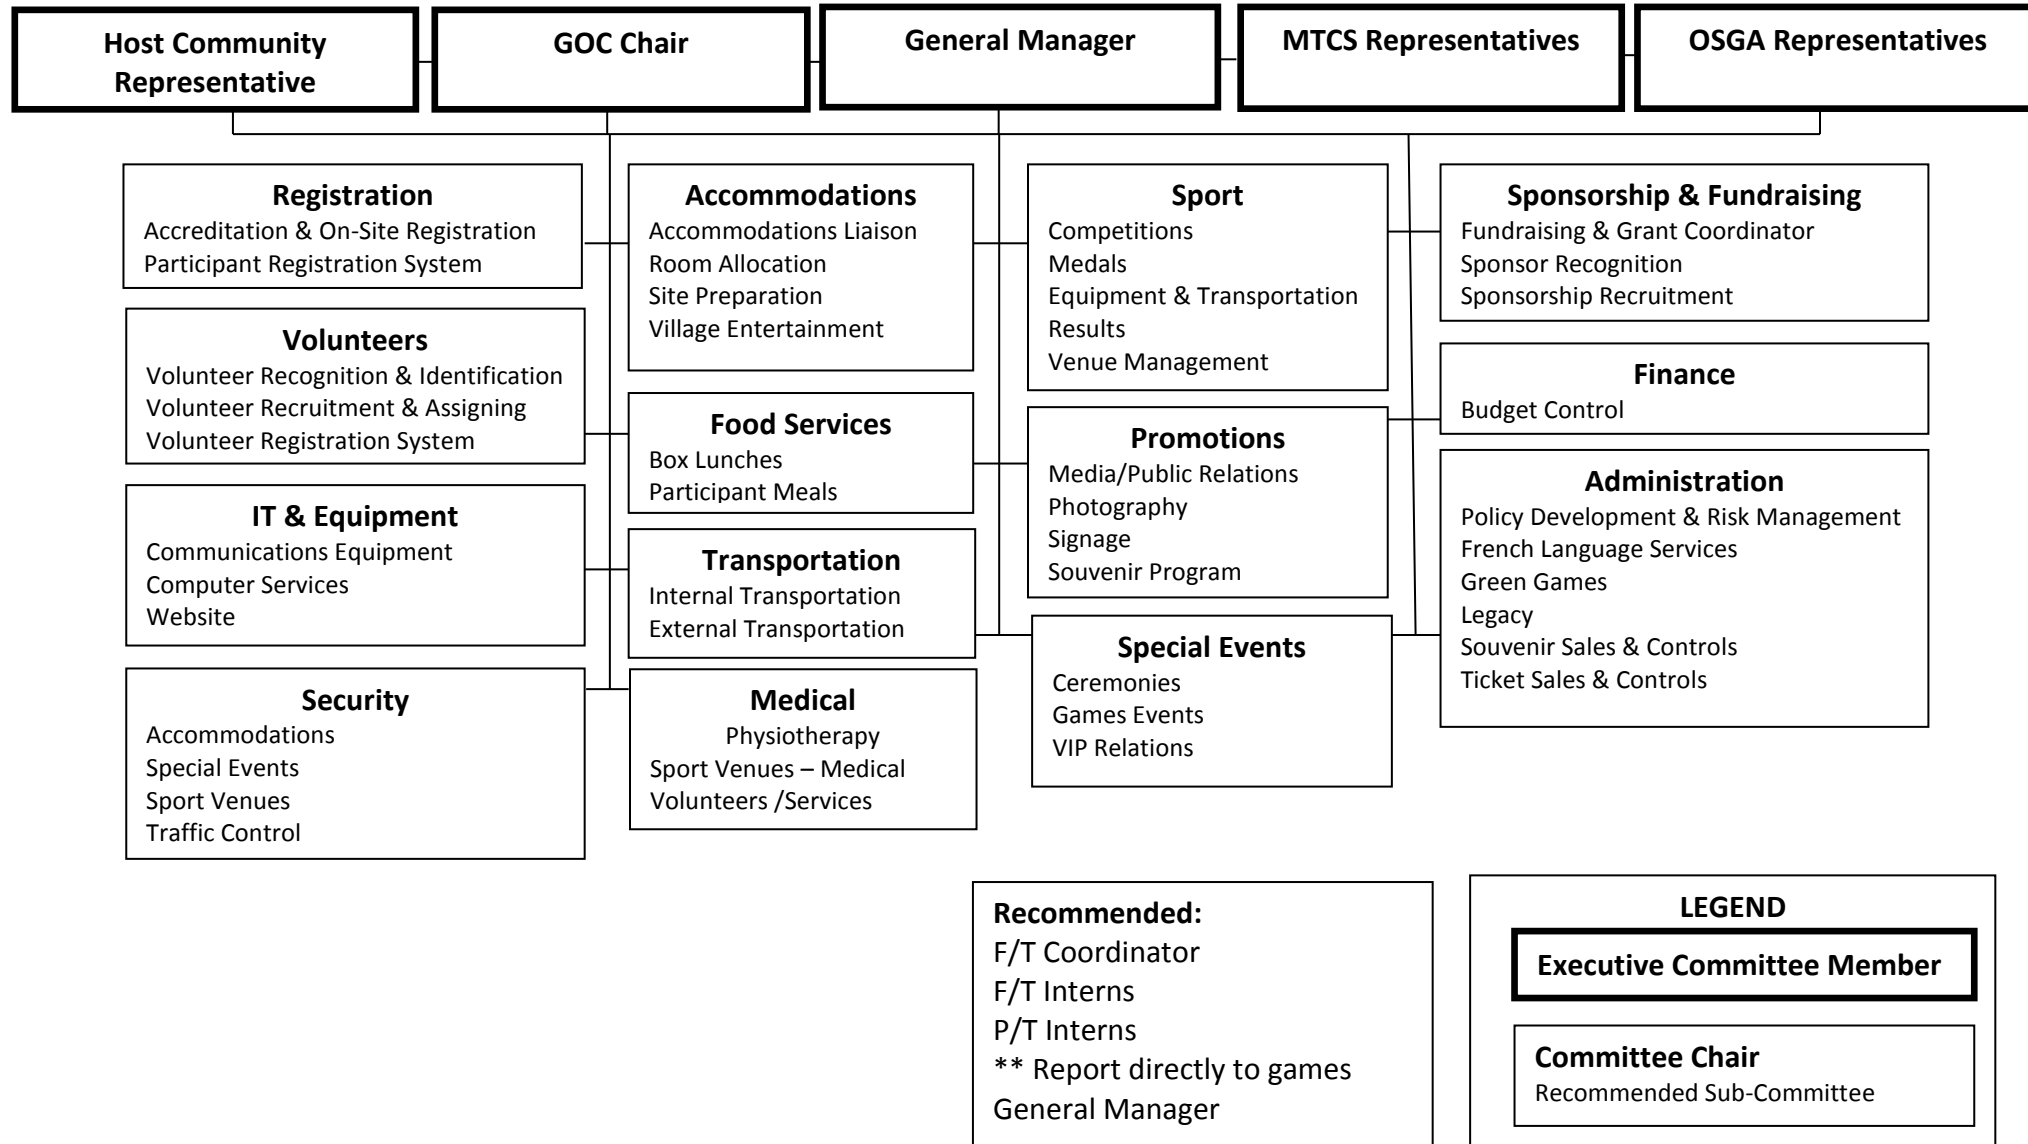 Host Community
Representative
GOC Chair
General Manager
MTCS Representatives
OSGA Representatives
Registration
Accreditation & On-Site Registration
Participant Registration System
Volunteers
Volunteer Recognition & Identification
Volunteer Recruitment & Assigning
Volunteer Registration System
IT & Equipment
Communications Equipment
Computer Services
Website
Security
Accommodations
Special Events
Sport Venues
Traffic Control
Accommodations
Accommodations Liaison
Room Allocation
Site Preparation
Village Entertainment
Food Services
Box Lunches
Participant Meals
Transportation
Internal Transportation
External Transportation
Medical
Physiotherapy
Sport Venues – Medical
Volunteers /Services
Sport
Competitions
Medals
Equipment & Transportation
Results
Venue Management
Promotions
Media/Public Relations
Photography
Signage
Souvenir Program
Special Events
Ceremonies
Games Events
VIP Relations
Sponsorship & Fundraising
Fundraising & Grant Coordinator
Sponsor Recognition
Sponsorship Recruitment
Finance
Budget Control
Administration
Policy Development & Risk Management
French Language Services
Green Games
Legacy
Souvenir Sales & Controls
Ticket Sales & Controls
Recommended:
F/T Coordinator
F/T Interns
P/T Interns
** Report directly to games
General Manager
LEGEND
Executive Committee Member
Committee Chair
Recommended Sub-Committee